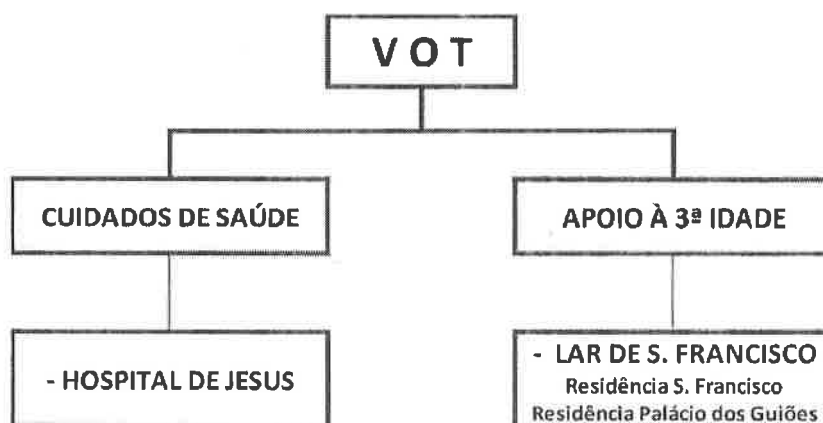 V O T
CUIDADOS DE SAÚDE
APOIO À 3ª IDADE
- HOSPITAL DE JESUS
- LAR DE S. FRANCISCO
Residência S. Francisco
Residência Palácio dos Guiões